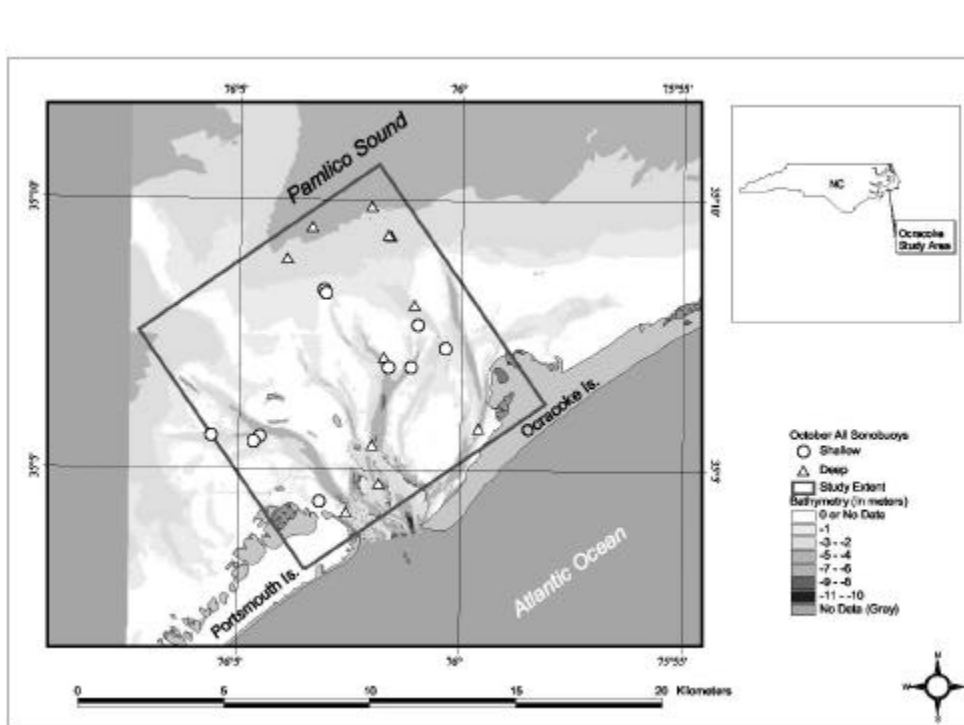 76°5'
76°
75°55'
Pamlico Sound
35°10'
35°10'
NC
Ocracoke
Study Area
Ocracoke Is.
35°5'
35°5'
Portsmouth Is.
Atlantic Ocean
October All Sonobuoys
Shallow
Deep
Study Extent
Bathymetry (in meters)
0 or No Data
-1
-3 - -2
-5 - -4
-7 - -6
-9 - -8
-11 - -10
No Data (Gray)
76°5'
76°
75°55'
0 5 10 15 20 Kilometers
N
W
S